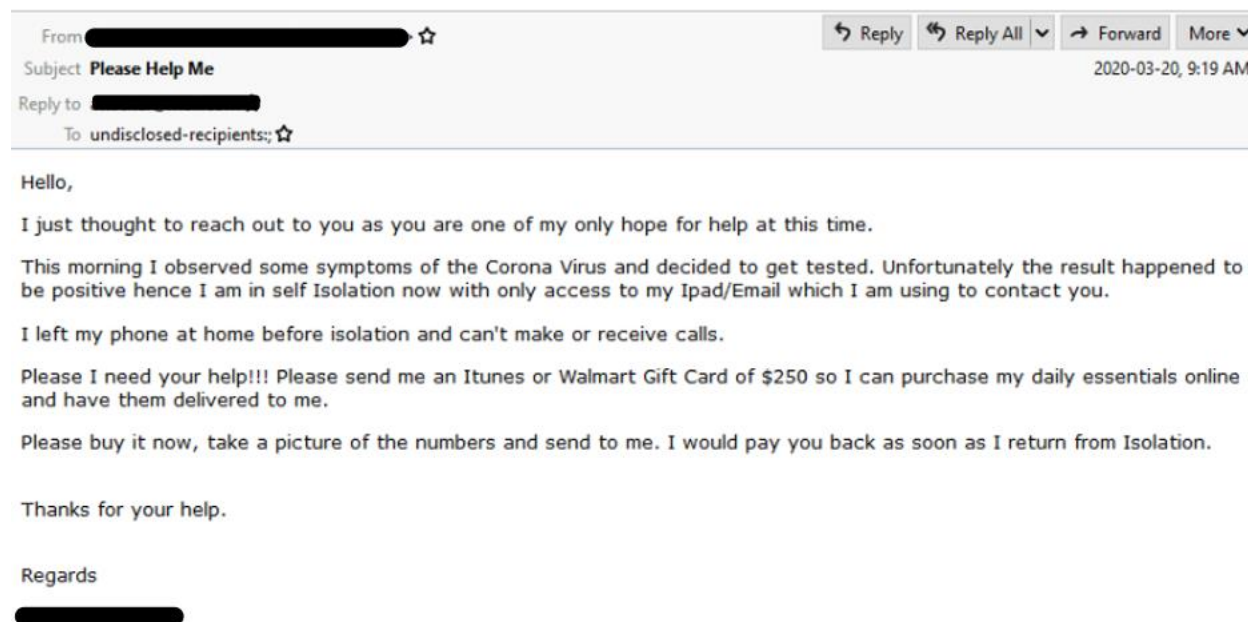 From
Reply
Reply All
Forward
More
Subject Please Help Me
2020-03-20, 9:19 AM
Reply to
To undisclosed-recipients:;
Hello,
I just thought to reach out to you as you are one of my only hope for help at this time.
This morning I observed some symptoms of the Corona Virus and decided to get tested. Unfortunately the result happened to
be positive hence I am in self Isolation now with only access to my Ipad/Email which I am using to contact you.
I left my phone at home before isolation and can't make or receive calls.
Please I need your help!!! Please send me an Itunes or Walmart Gift Card of $250 so I can purchase my daily essentials online
and have them delivered to me.
Please buy it now, take a picture of the numbers and send to me. I would pay you back as soon as I return from Isolation.
Thanks for your help.
Regards